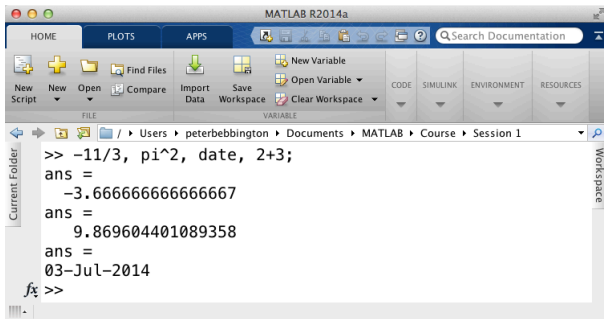 MATLAB R2014a
HOME PLOTS APPS Search Documentation
New Script New Open Find Files Compare Import Data Save Workspace New Variable Open Variable Clear Workspace CODE SIMULINK ENVIRONMENT RESOURCES
FILE VARIABLE
/ Users peterbebbington Documents MATLAB Course Session 1
Current Folder
Workspace
>> -11/3, pi^2, date, 2+3;
ans =
-3.666666666666667
ans =
9.869604401089358
ans =
03-Jul-2014
fx >>